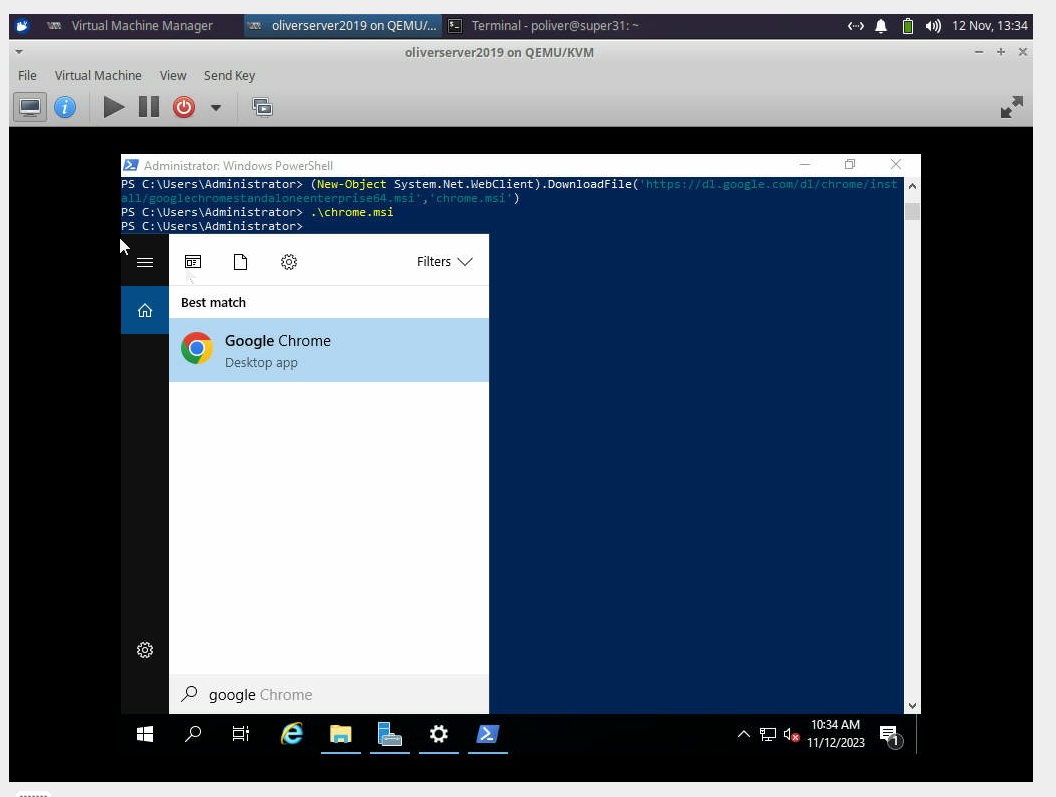 Virtual Machine Manager
oliverserver2019 on QEMU/...
Terminal - poliver@super31: ~
12 Nov, 13:34
oliverserver2019 on QEMU/KVM
File Virtual Machine View Send Key
Administrator: Windows PowerShell
PS C:\Users\Administrator> (New-Object System.Net.WebClient).DownloadFile('https://dl.google.com/dl/chrome/inst
all/googlechromestandaloneenterprise64.msi','chrome.msi')
PS C:\Users\Administrator> .\chrome.msi
PS C:\Users\Administrator>
Filters
Best match
Google Chrome
Desktop app
google Chrome
10:34 AM
11/12/2023
1